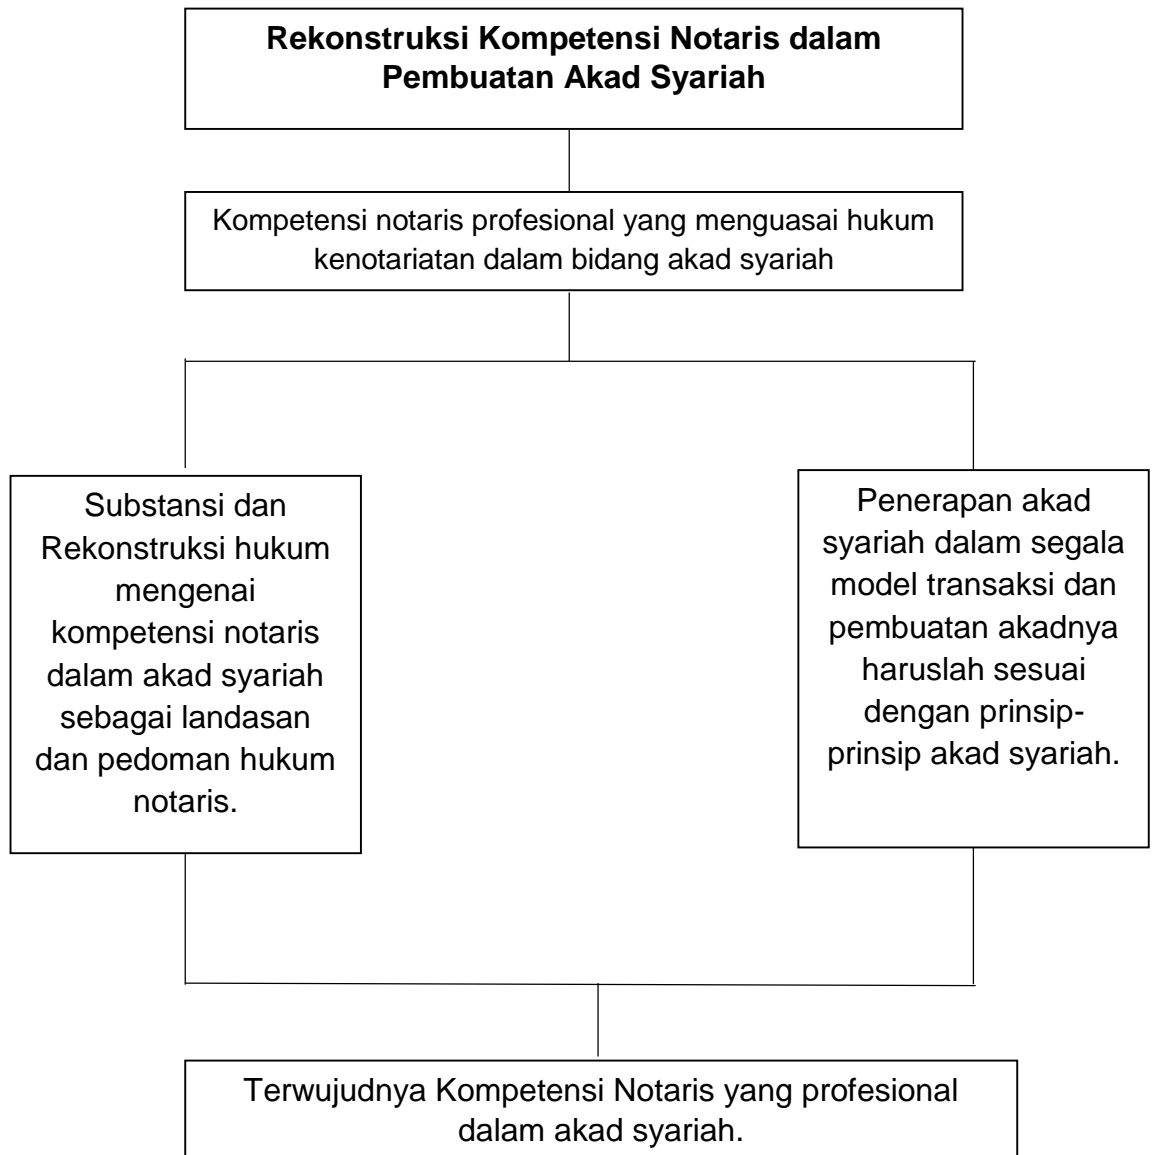 Rekonstruksi Kompetensi Notaris dalam
Pembuatan Akad Syariah
Kompetensi notaris profesional yang menguasai hukum
kenotariatan dalam bidang akad syariah
Substansi dan
Rekonstruksi hukum
mengenai
kompetensi notaris
dalam akad syariah
sebagai landasan
dan pedoman hukum
notaris.
Penerapan akad
syariah dalam segala
model transaksi dan
pembuatan akadnya
haruslah sesuai
dengan prinsip-
prinsip akad syariah.
Terwujudnya Kompetensi Notaris yang profesional
dalam akad syariah.